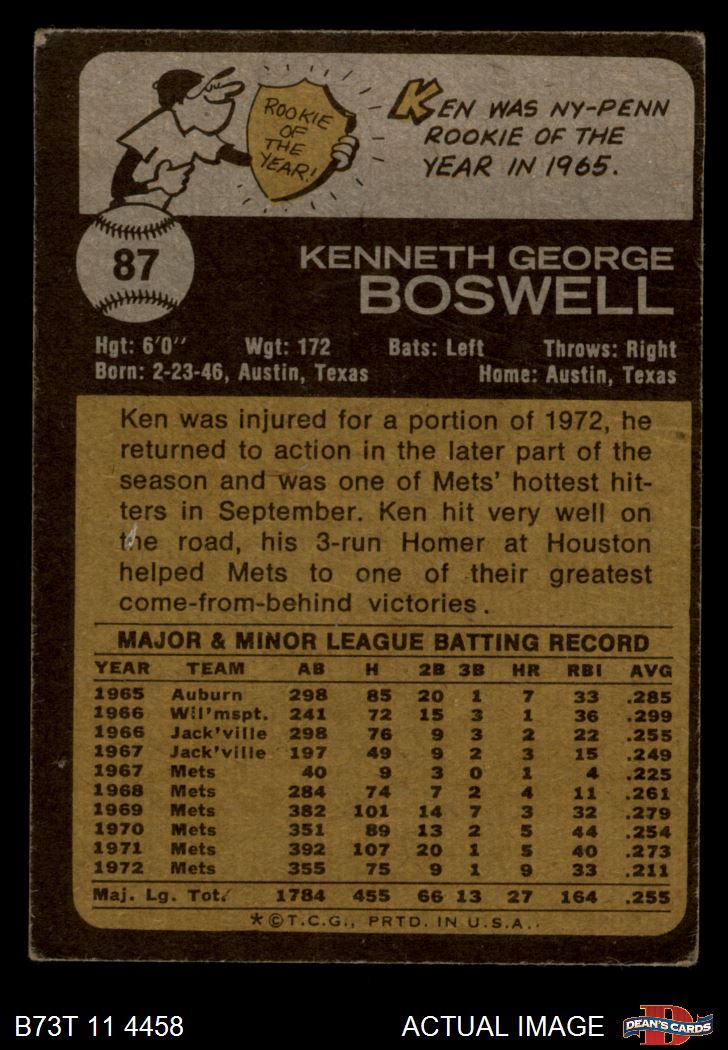 ROOKIE
OF
THE
YEAR!
KEN WAS NY-PENN
ROOKIE OF THE
YEAR IN 1965.
87
KENNETH GEORGE
BOSWELL
Hgt: 6'0" Wgt: 172 Bats: Left Throws: Right
Born: 2-23-46, Austin, Texas Home: Austin, Texas
Ken was injured for a portion of 1972, he
returned to action in the later part of the
season and was one of Mets' hottest hit-
ters in September. Ken hit very well on
the road, his 3-run Homer at Houston
helped Mets to one of their greatest
come-from-behind victories.
MAJOR & MINOR LEAGUE BATTING RECORD
YEAR TEAM AB H 2B 3B HR RBI AVG
1965 Auburn 298 85 20 1 7 33 .285
1966 Wil'mspt. 241 72 15 3 1 36 .299
1966 Jack'ville 298 76 9 3 2 22 .255
1967 Jack'ville 197 49 9 2 3 15 .249
1967 Mets 40 9 3 0 1 4 .225
1968 Mets 284 74 7 2 4 11 .261
1969 Mets 382 101 14 7 3 32 .279
1970 Mets 351 89 13 2 5 44 .254
1971 Mets 392 107 20 1 5 40 .273
1972 Mets 355 75 9 1 9 33 .211
Maj. Lg. Tot. 1784 455 66 13 27 164 .255
*©T.C.G., PRTD. IN U.S.A.
B73T 11 4458 ACTUAL IMAGE
D
DEAN'S CARDS